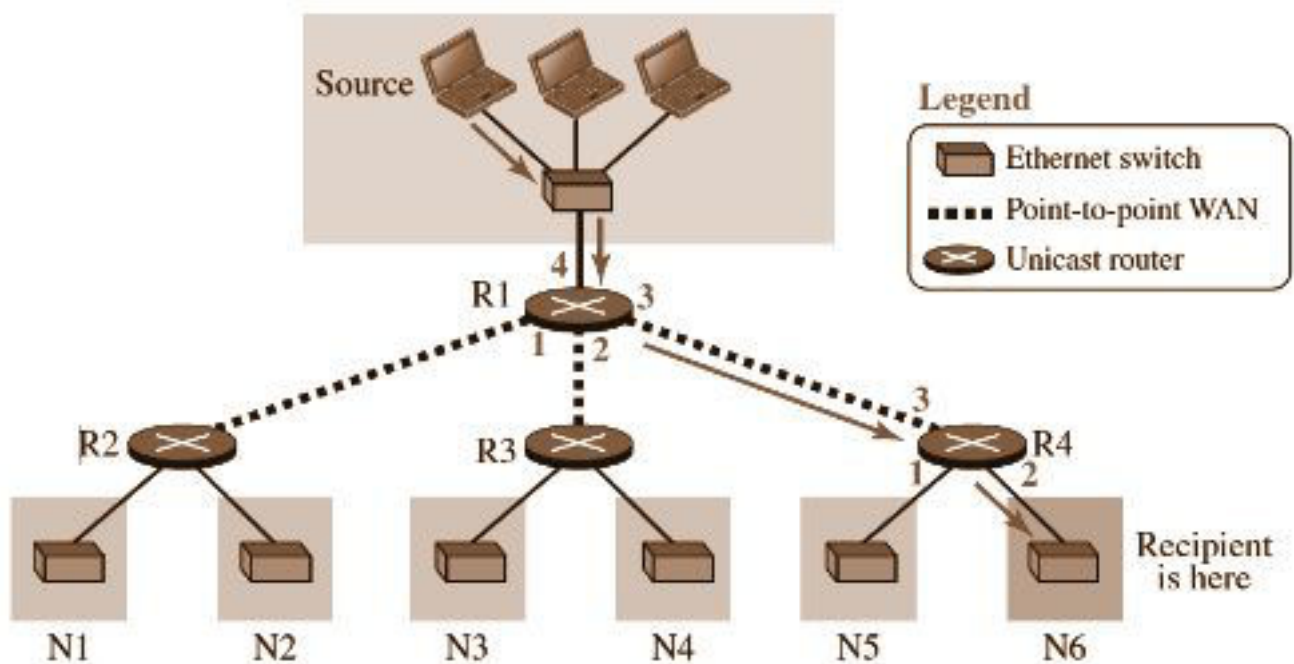 Source
Legend
Ethernet switch
Point-to-point WAN
Unicast router
4
R1
3
1
2
R2
R3
3
R4
1
2
Recipient
is here
N1
N2
N3
N4
N5
N6